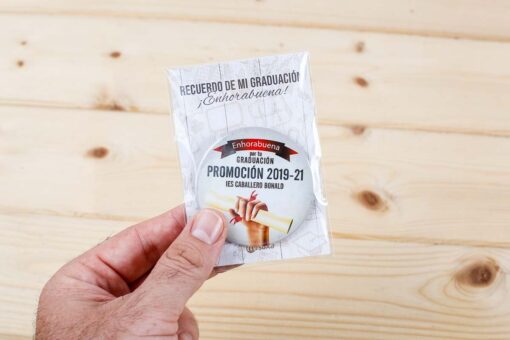 RECUERDO DE MI GRADUACIÓN
¡Enhorabuena!
Enhorabuena
por tu
GRADUACIÓN
PROMOCIÓN 2019-21
IES CABALLERO BONALD